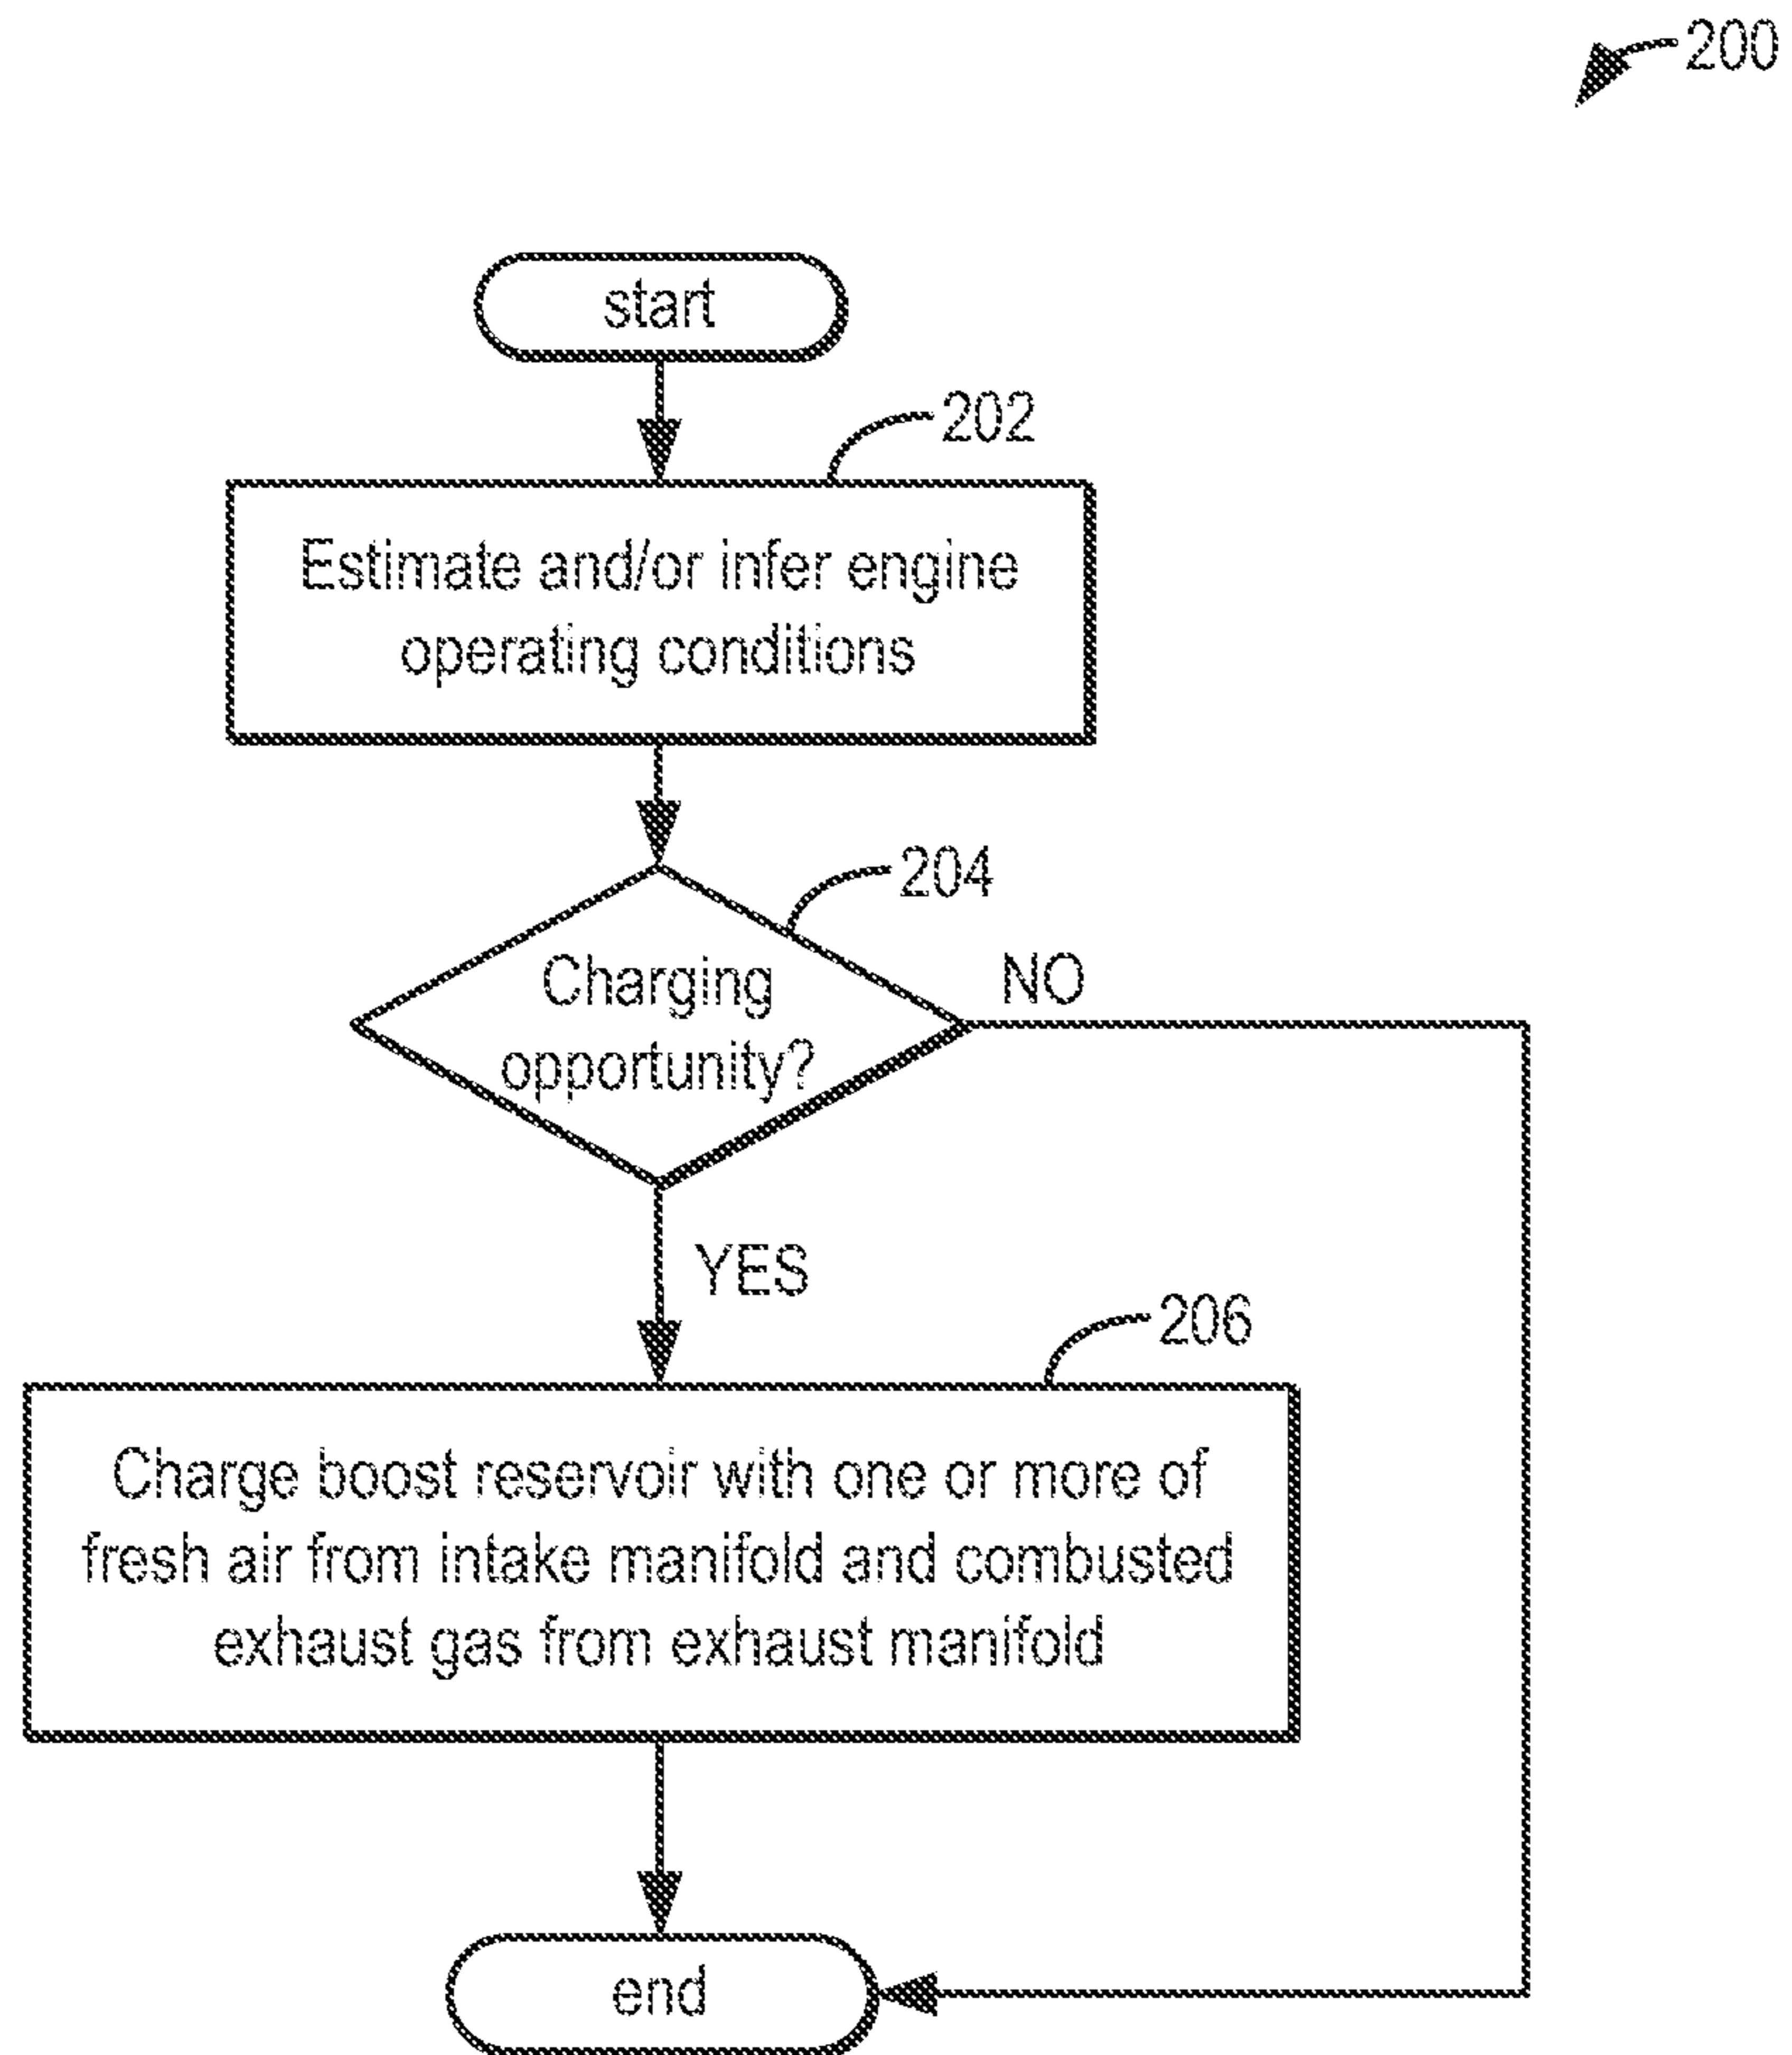 200
start
202
Estimate and/or infer engine
operating conditions
204
Charging
opportunity?
NO
YES
206
Charge boost reservoir with one or more of
fresh air from intake manifold and combusted
exhaust gas from exhaust manifold
end